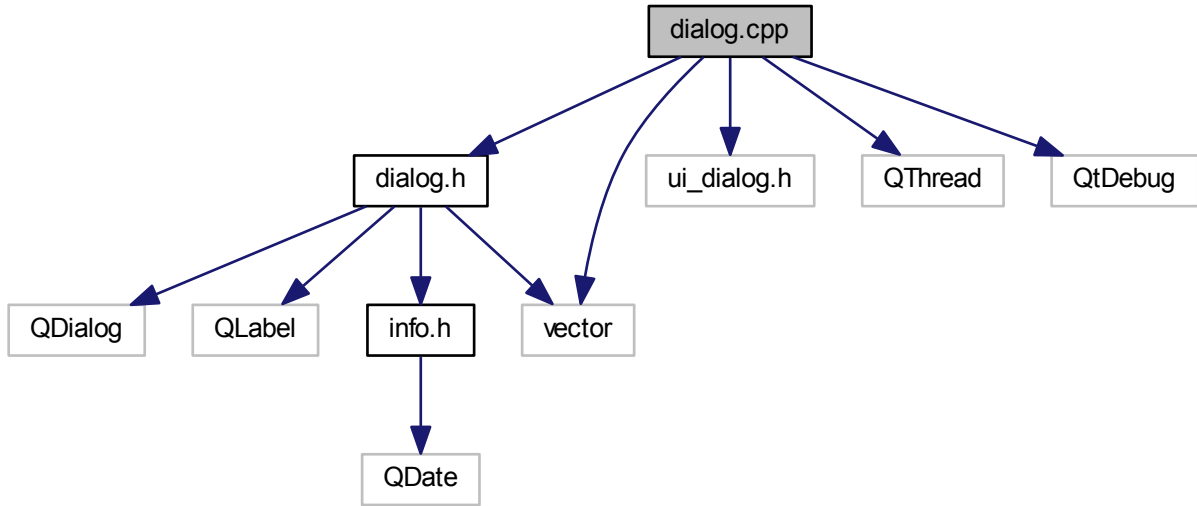 dialog.cpp
dialog.h
ui_dialog.h
QThread
QtDebug
QDialog
QLabel
info.h
vector
QDate